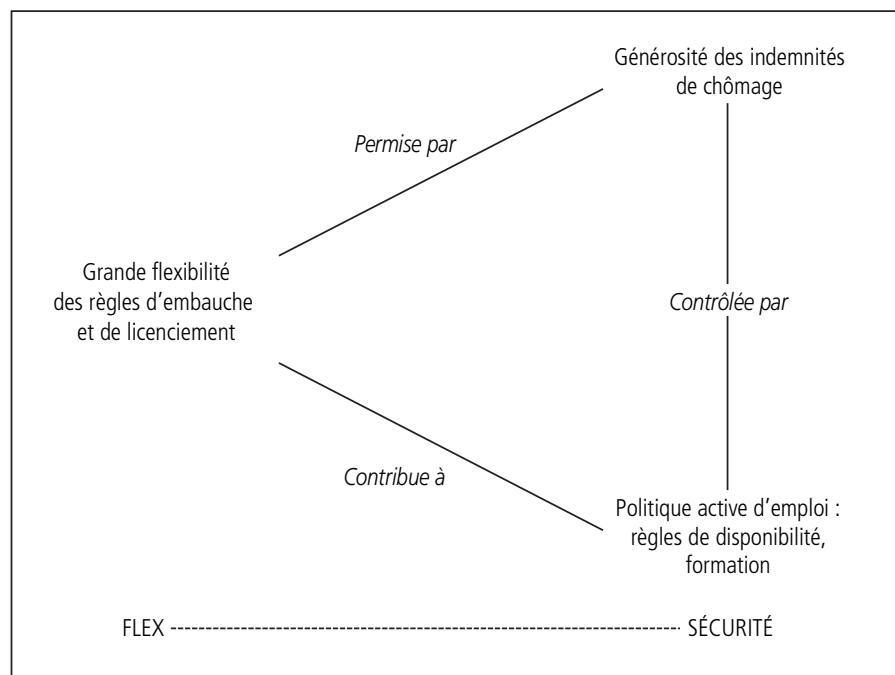 Générosité des indemnités
de chômage
Permise par
Grande flexibilité
des règles d’embauche
et de licenciement
Contrôlée par
Contribue à
Politique active d’emploi :
règles de disponibilité,
formation
FLEX ------------------------------------------------------------ SÉCURITÉ